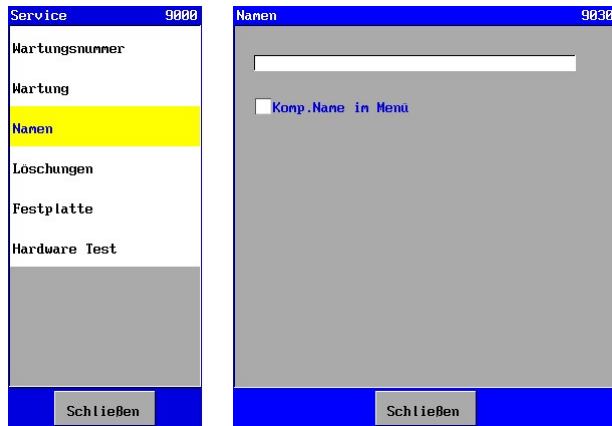 Service 9000
Wartungsnummer
Wartung
Namen
Löschungen
Festplatte
Hardware Test
Schließen
Namen 9030
Komp.Name im Menü
Schließen